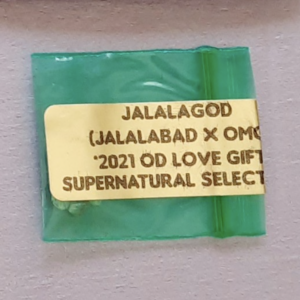 JALALAGOD
(JALALABAD X OMG
*2021 OD LOVE GIFT
SUPERNATURAL SELECT